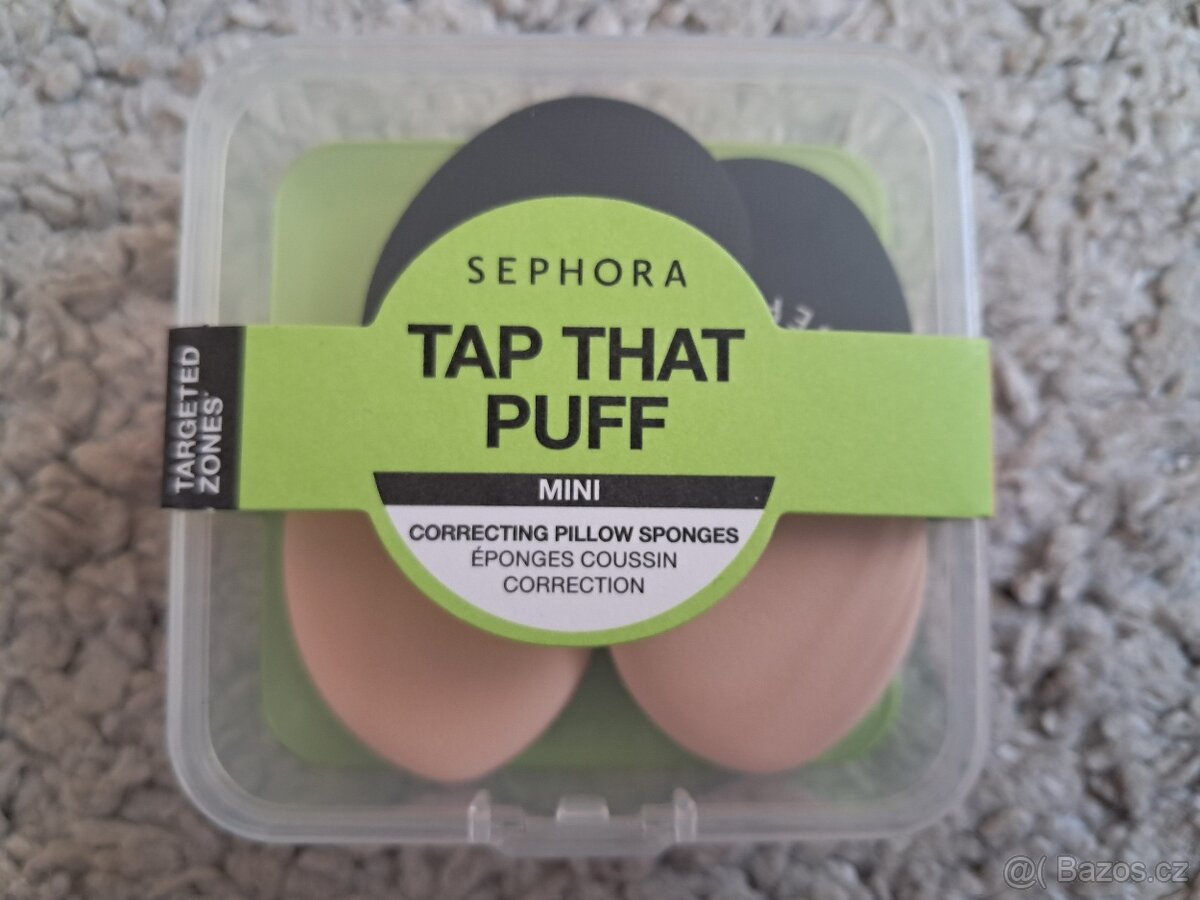 SEPHORA
TAP THAT
PUFF
MINI
CORRECTING PILLOW SPONGES
ÉPONGES COUSSIN
CORRECTION
TARGETED
ZONES*
@( Bazos.cz